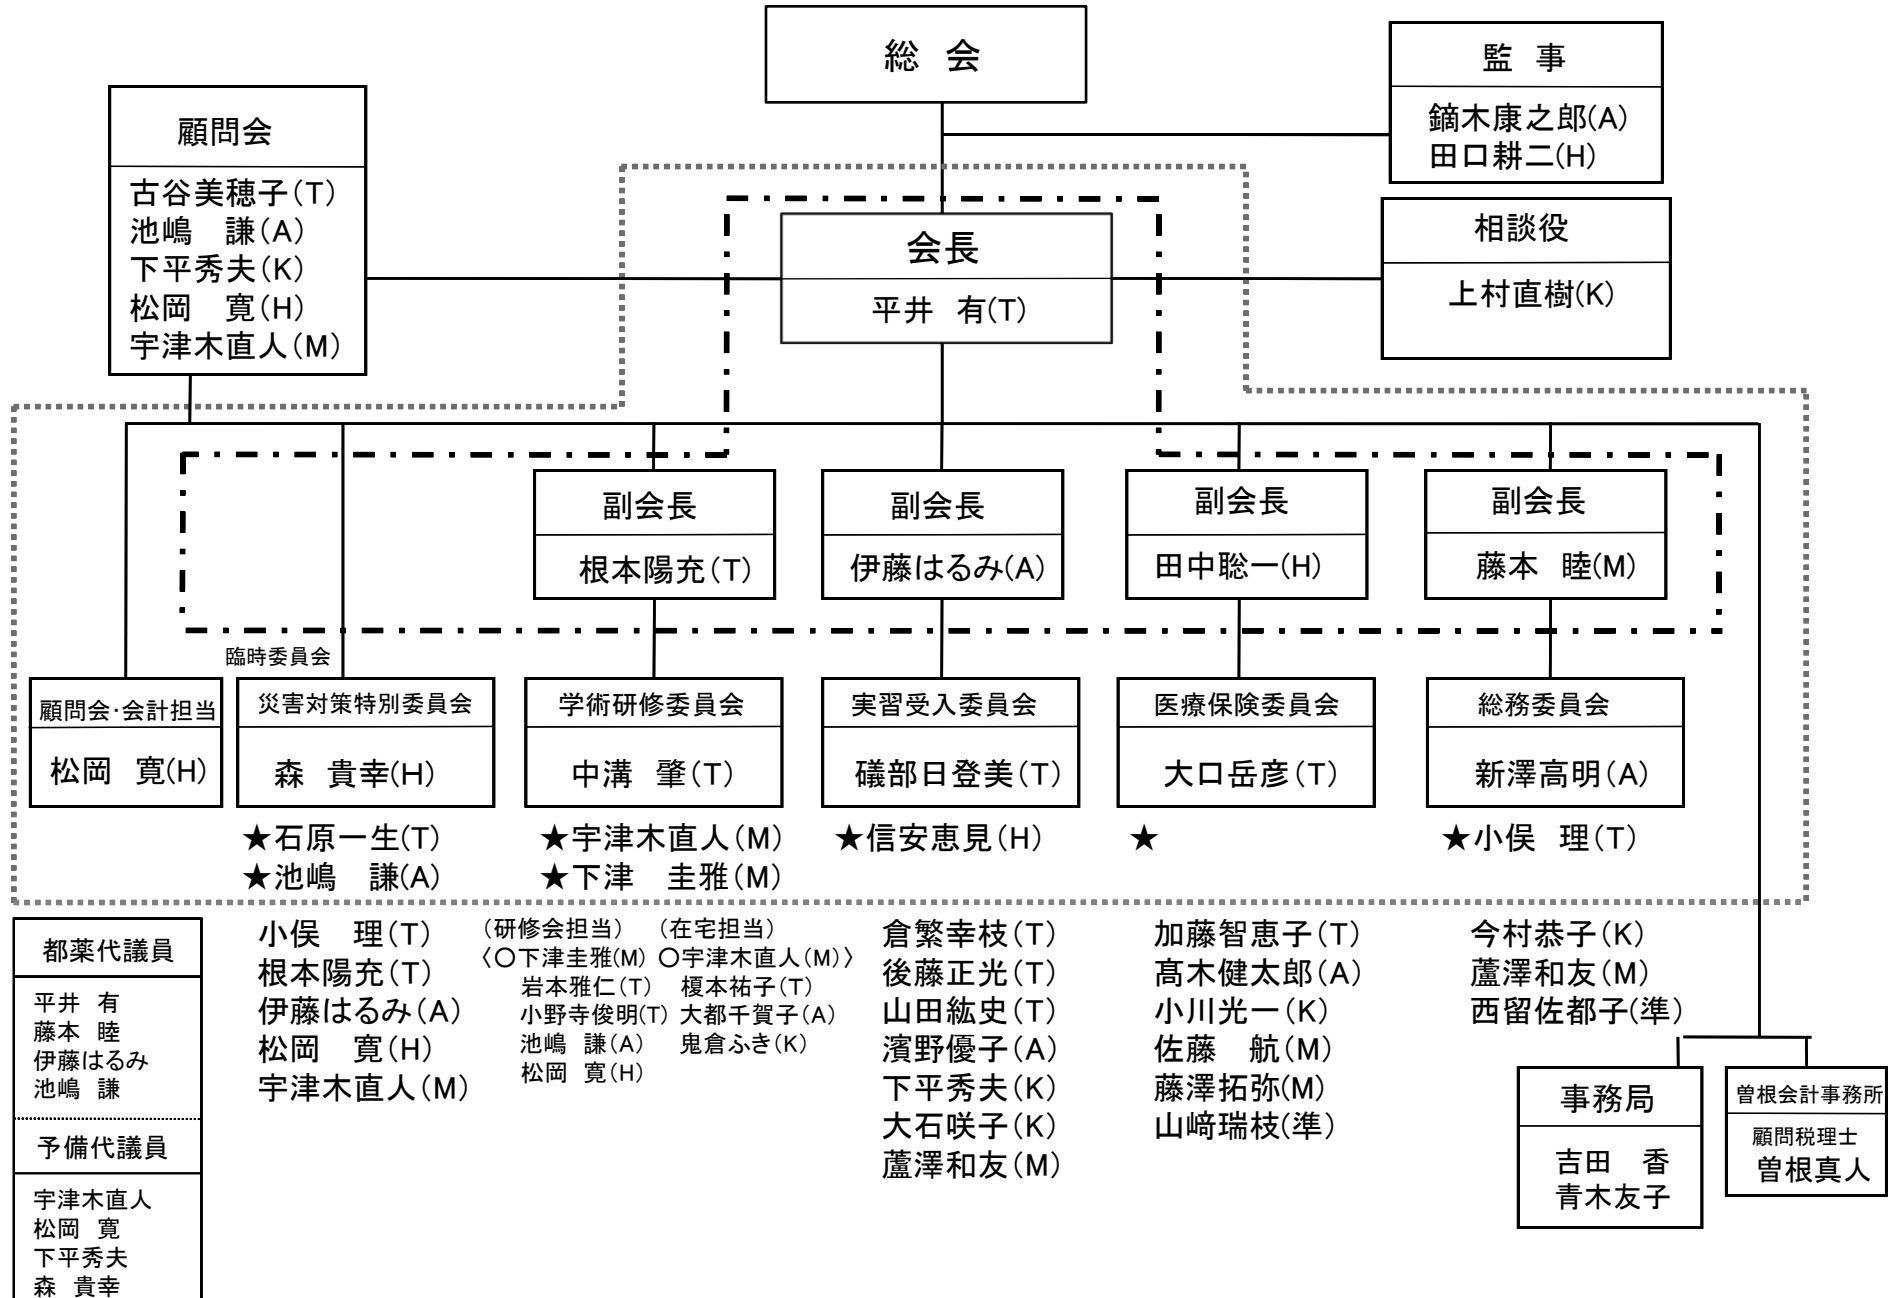 総 会
監 事
鏑木康之郎(A)
田口耕二(H)
顧問会
古谷美穂子(T)
池嶋 謙(A)
下平秀夫(K)
松岡 寛(H)
宇津木直人(M)
会長
平井 有(T)
相談役
上村直樹(K)
副会長
根本陽充(T)
副会長
伊藤はるみ(A)
副会長
田中聡一(H)
副会長
藤本 睦(M)
臨時委員会
顧問会・会計担当
松岡 寛(H)
災害対策特別委員会
森 貴幸(H)
★石原一生(T)
★池嶋 謙(A)
小俣 理(T)
根本陽充(T)
伊藤はるみ(A)
松岡 寛(H)
宇津木直人(M)
学術研修委員会
中溝 肇(T)
★宇津木直人(M)
★下津 圭雅(M)
(研修会担当) (在宅担当)
〈〇下津圭雅(M) 〇宇津木直人(M)〉
岩本雅仁(T) 榎本祐子(T)
小野寺俊明(T) 大都千賀子(A)
池嶋 謙(A) 鬼倉ふき(K)
松岡 寛(H)
実習受入委員会
礒部日登美(T)
★信安恵見(H)
倉繁幸枝(T)
後藤正光(T)
山田紘史(T)
濱野優子(A)
下平秀夫(K)
大石咲子(K)
蘆澤和友(M)
医療保険委員会
大口岳彦(T)
★
加藤智恵子(T)
髙木健太郎(A)
小川光一(K)
佐藤 航(M)
藤澤拓弥(M)
山﨑瑞枝(準)
総務委員会
新澤高明(A)
★小俣 理(T)
今村恭子(K)
蘆澤和友(M)
西留佐都子(準)
事務局
吉田 香
青木友子
曽根会計事務所
顧問税理士
曽根真人
都薬代議員
平井 有
藤本 睦
伊藤はるみ
池嶋 謙
予備代議員
宇津木直人
松岡 寛
下平秀夫
森 貴幸